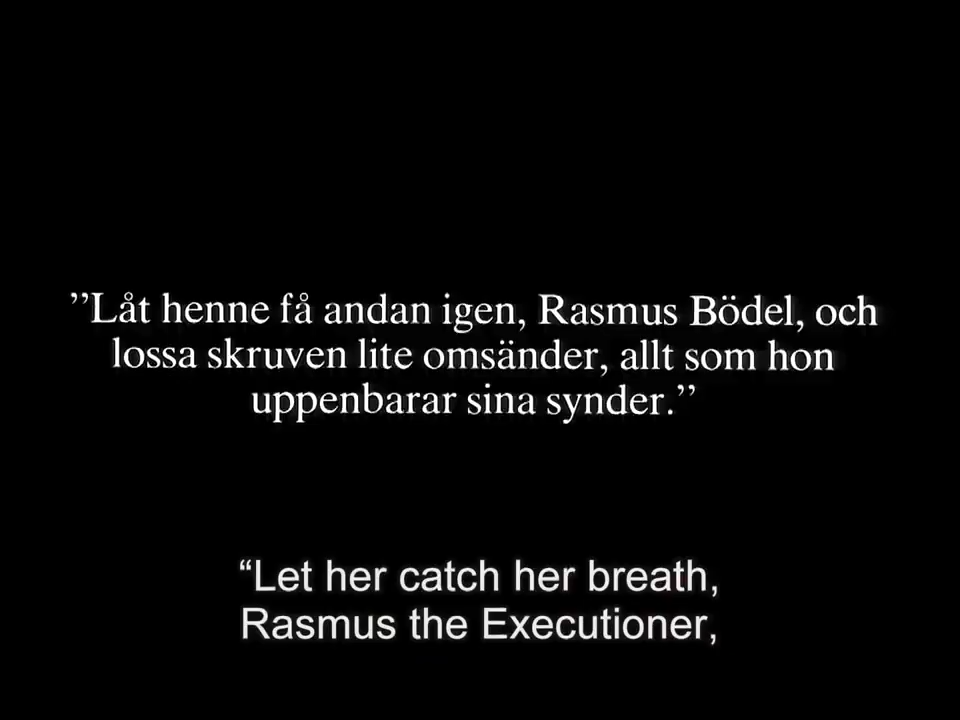 ”Låt henne få andan igen, Rasmus Bödel, och
lossa skruven lite omsänder, allt som hon
uppenbarar sina synder.”
“Let her catch her breath,
Rasmus the Executioner,